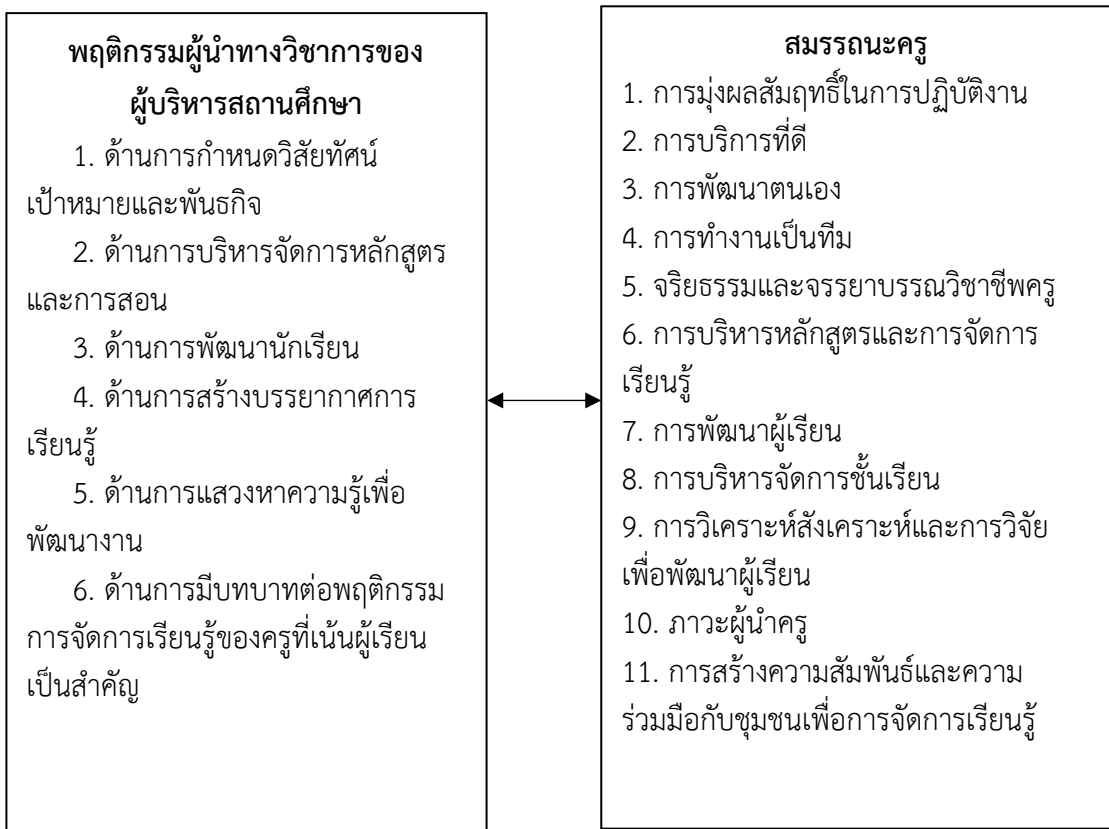 พฤติกรรมผู้นำทางวิชาการของ
ผู้บริหารสถานศึกษา
1. ด้านการกำหนดวิสัยทัศน์
เป้าหมายและพันธกิจ
2. ด้านการบริหารจัดการหลักสูตร
และการสอน
3. ด้านการพัฒนานักเรียน
4. ด้านการสร้างบรรยากาศการ
เรียนรู้
5. ด้านการแสวงหาความรู้เพื่อ
พัฒนางาน
6. ด้านการมีบทบาทต่อพฤติกรรม
การจัดการเรียนรู้ของครูที่เน้นผู้เรียน
เป็นสำคัญ
สมรรถนะครู
1. การมุ่งผลสัมฤทธิ์ในการปฏิบัติงาน
2. การบริการที่ดี
3. การพัฒนาตนเอง
4. การทำงานเป็นทีม
5. จริยธรรมและจรรยาบรรณวิชาชีพครู
6. การบริหารหลักสูตรและการจัดการ
เรียนรู้
7. การพัฒนาผู้เรียน
8. การบริหารจัดการชั้นเรียน
9. การวิเคราะห์สังเคราะห์และการวิจัย
เพื่อพัฒนาผู้เรียน
10. ภาวะผู้นำครู
11. การสร้างความสัมพันธ์และความ
ร่วมมือกับชุมชนเพื่อการจัดการเรียนรู้